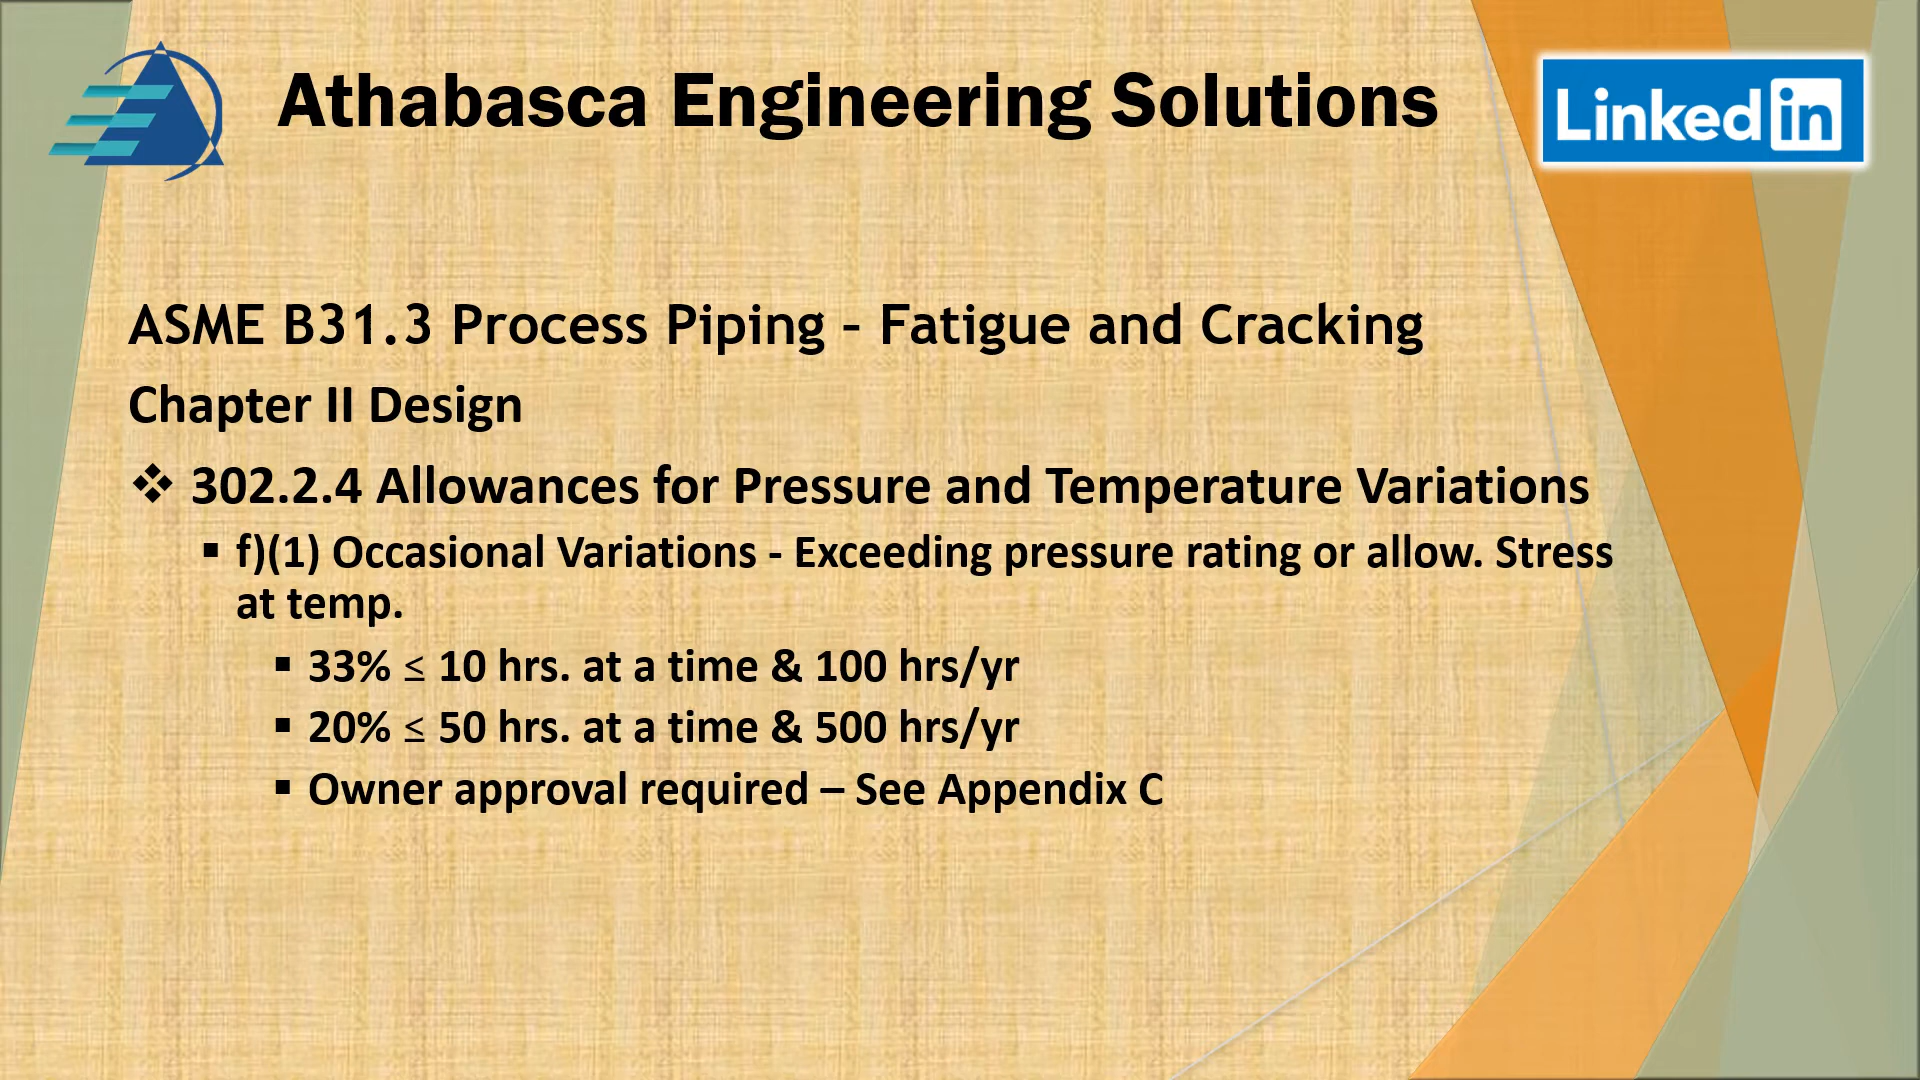 Athabasca Engineering Solutions
Linked in
ASME B31.3 Process Piping – Fatigue and Cracking
Chapter II Design
❖ 302.2.4 Allowances for Pressure and Temperature Variations
▪ f)(1) Occasional Variations - Exceeding pressure rating or allow. Stress
at temp.
▪ 33% ≤ 10 hrs. at a time & 100 hrs/yr
▪ 20% ≤ 50 hrs. at a time & 500 hrs/yr
▪ Owner approval required – See Appendix C